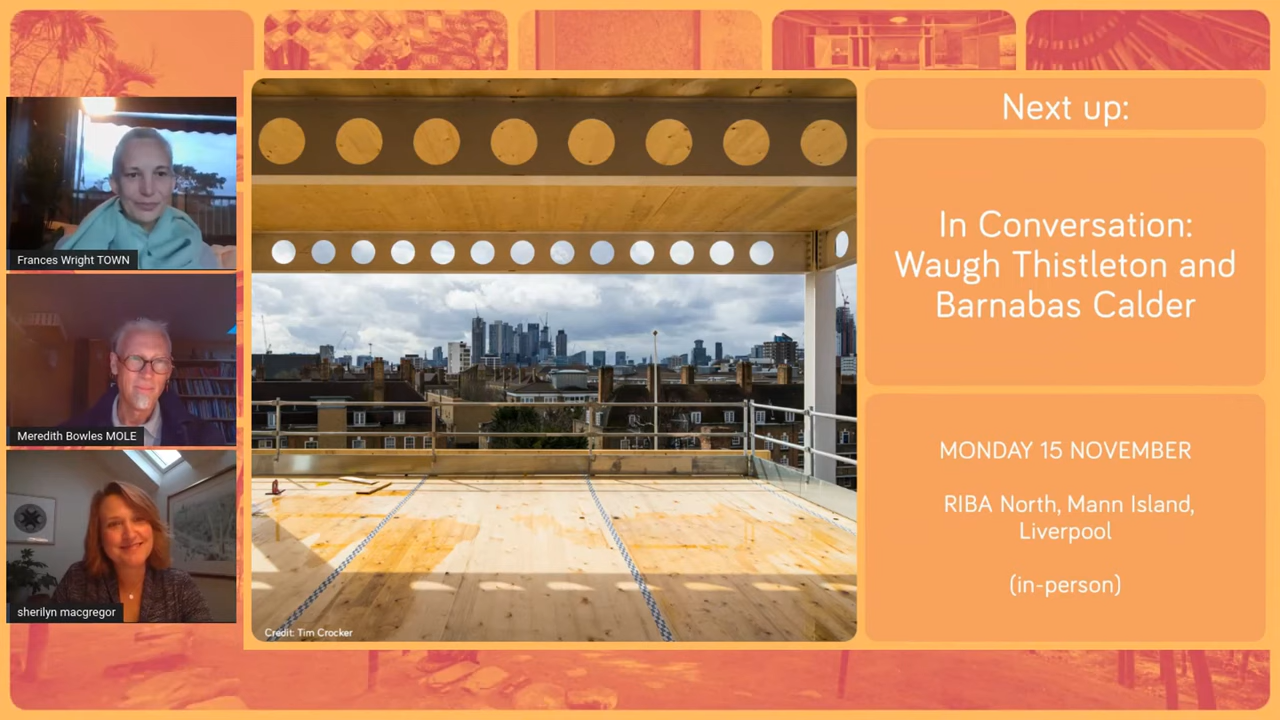 Frances Wright TOWN
Meredith Bowles MOLE
sherilyn macgregor
Credit: Tim Crocker
Next up:
In Conversation:
Waugh Thistleton and
Barnabas Calder
MONDAY 15 NOVEMBER
RIBA North, Mann Island,
Liverpool
(in-person)